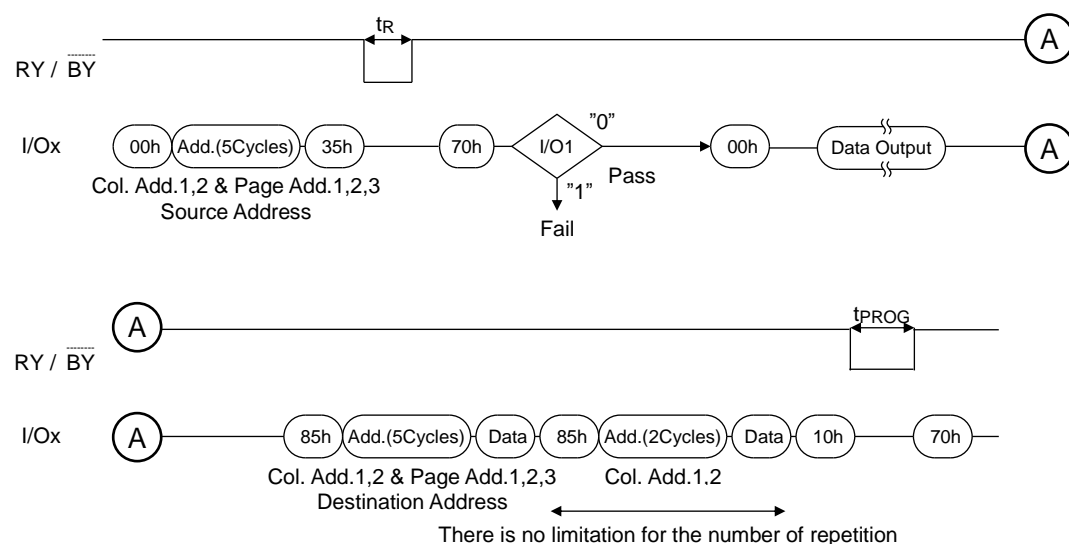 tR
RY / BY
A
I/Ox
00h
Add.(5Cycles)
35h
70h
I/O1
"0"
Pass
"1"
Fail
00h
Data Output
A
Col. Add.1,2 & Page Add.1,2,3
Source Address
A
tPROG
RY / BY
I/Ox
A
85h
Add.(5Cycles)
Data
85h
Add.(2Cycles)
Data
10h
70h
Col. Add.1,2 & Page Add.1,2,3
Destination Address
Col. Add.1,2
There is no limitation for the number of repetition